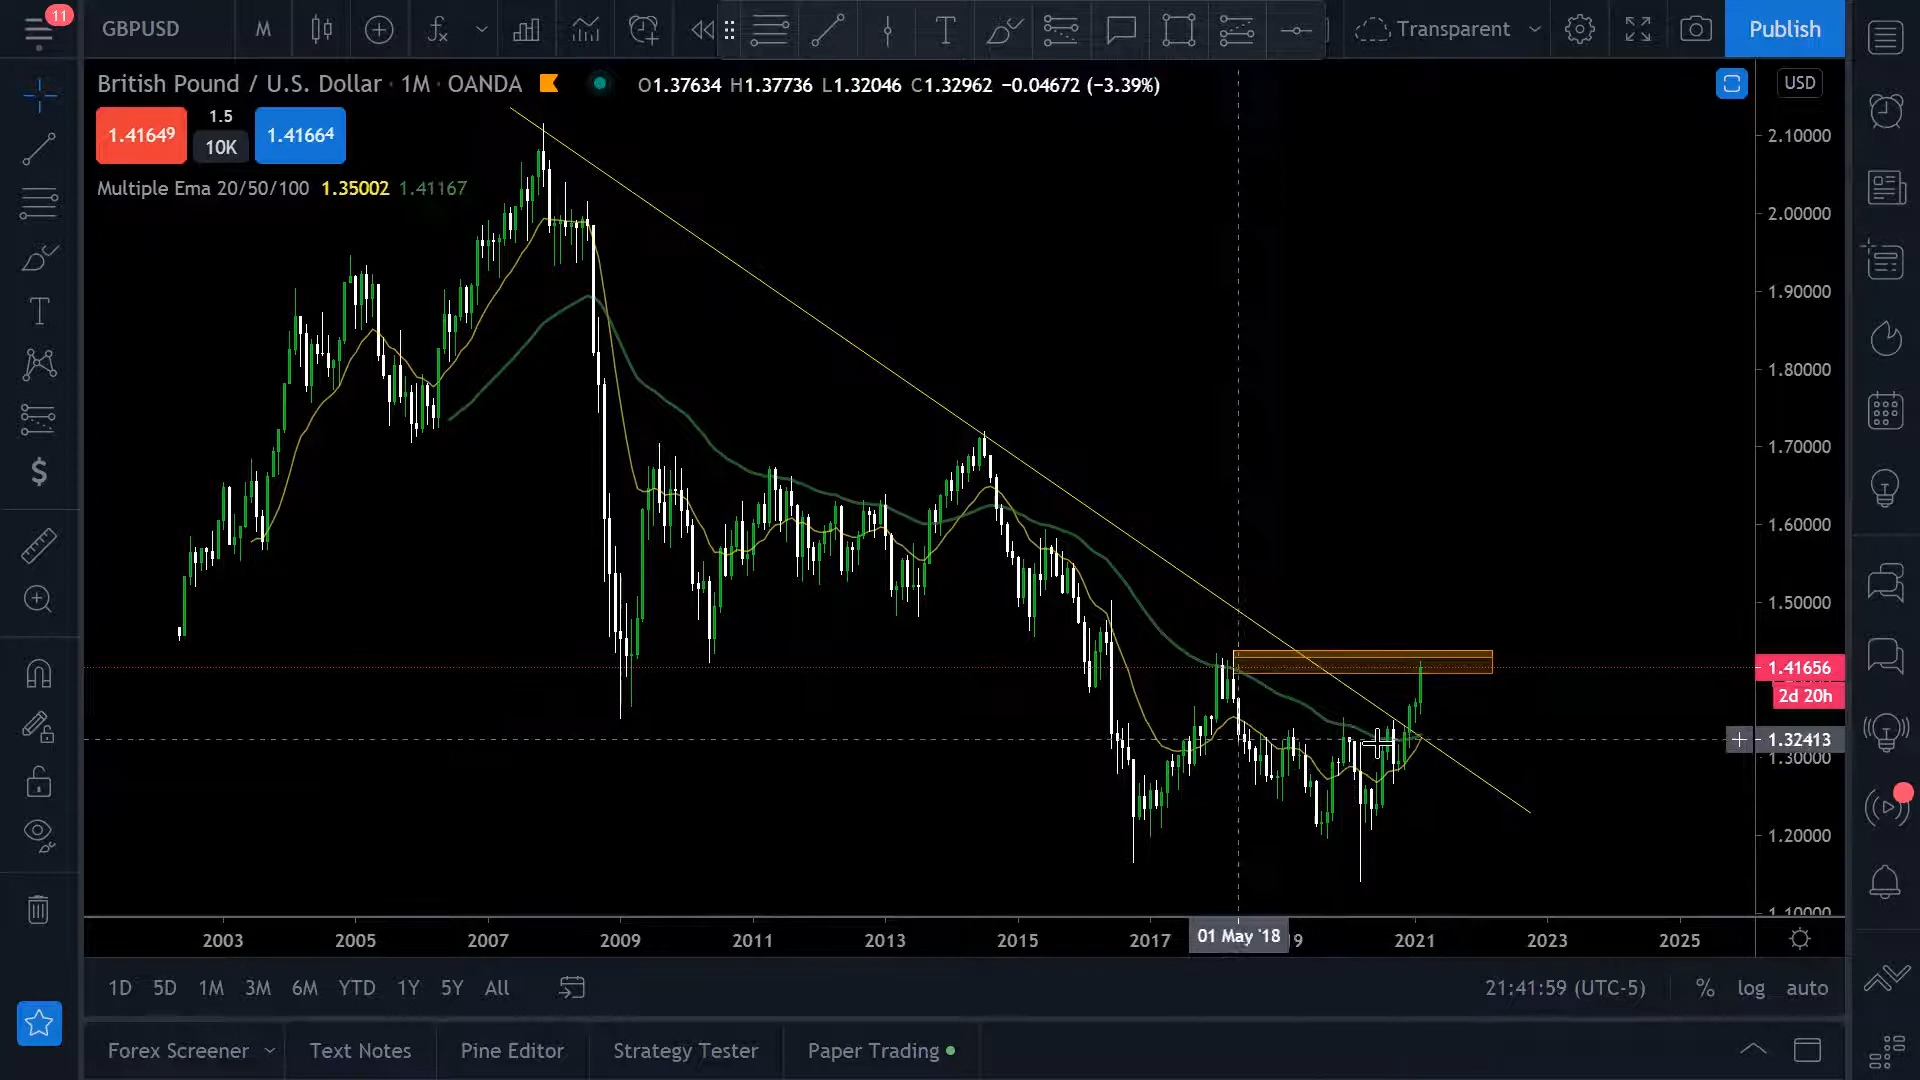 11
GBPUSD
M
Transparent
Publish
British Pound / U.S. Dollar · 1M · OANDA
O1.37634 H1.37736 L1.32046 C1.32962 −0.04672 (−3.39%)
USD
1.41649
1.5
10K
1.41664
Multiple Ema 20/50/100 1.35002 1.41167
2.10000
2.00000
1.90000
1.80000
1.70000
1.60000
1.50000
1.41656
2d 20h
1.32413
1.30000
1.20000
1.10000
2003 2005 2007 2009 2011 2013 2015 2017 01 May '18 9 2021 2023 2025
1D 5D 1M 3M 6M YTD 1Y 5Y All
21:41:59 (UTC-5) % log auto
Forex Screener Text Notes Pine Editor Strategy Tester Paper Trading